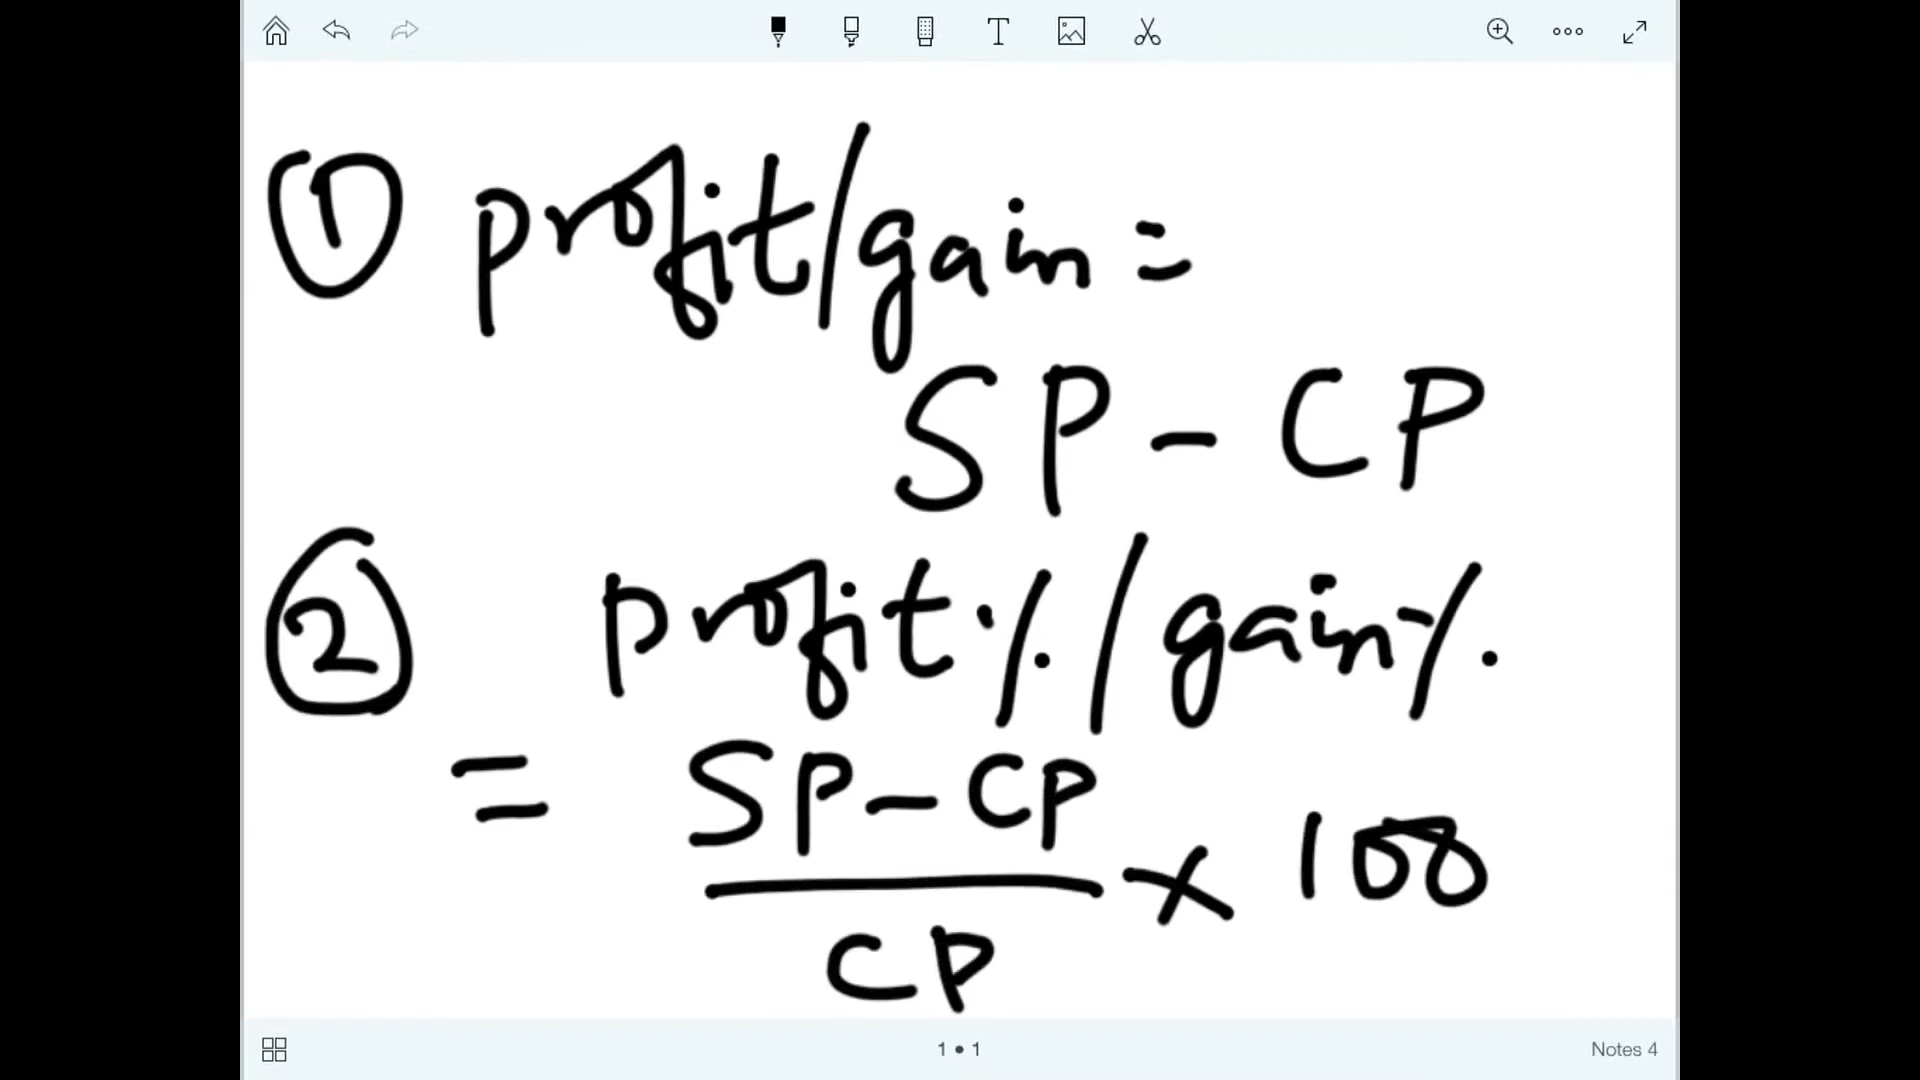 T
① profit/gain =
SP - CP
② profit % / gain %
= SP - CP / CP × 100
1 • 1
Notes 4